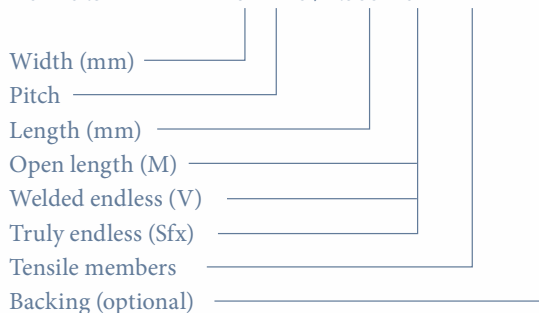 Width (mm)
Pitch
Length (mm)
Open length (M)
Welded endless (V)
Truly endless (Sfx)
Tensile members
Backing (optional)